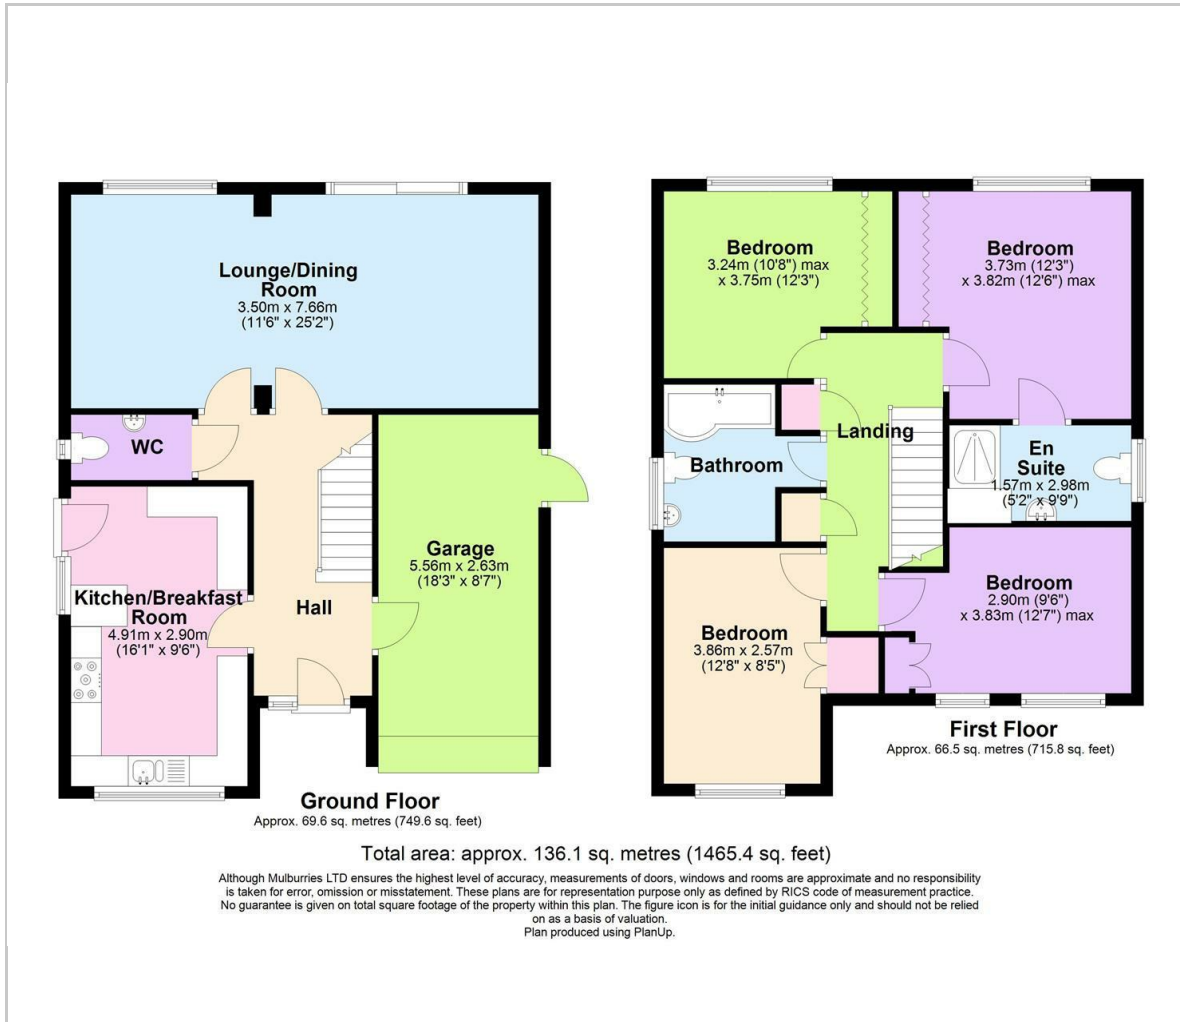 Lounge/Dining
Room
3.50m x 7.66m
(11'6" x 25'2")
WC
Kitchen/Breakfast
Room
4.91m x 2.90m
(16'1" x 9'6")
Hall
Garage
5.56m x 2.63m
(18'3" x 8'7")
Ground Floor
Approx. 69.6 sq. metres (749.6 sq. feet)
Bedroom
3.24m (10'8") max
x 3.75m (12'3")
Bedroom
3.73m (12'3")
x 3.82m (12'6") max
Landing
Bathroom
En
Suite
1.57m x 2.98m
(5'2" x 9'9")
Bedroom
3.86m x 2.57m
(12'8" x 8'5")
Bedroom
2.90m (9'6")
x 3.83m (12'7") max
First Floor
Approx. 66.5 sq. metres (715.8 sq. feet)
Total area: approx. 136.1 sq. metres (1465.4 sq. feet)
Although Mulburries LTD ensures the highest level of accuracy, measurements of doors, windows and rooms are approximate and no responsibility
is taken for error, omission or misstatement. These plans are for representation purpose only as defined by RICS code of measurement practice.
No guarantee is given on total square footage of the property within this plan. The figure icon is for the initial guidance only and should not be relied
on as a basis of valuation.
Plan produced using PlanUp.